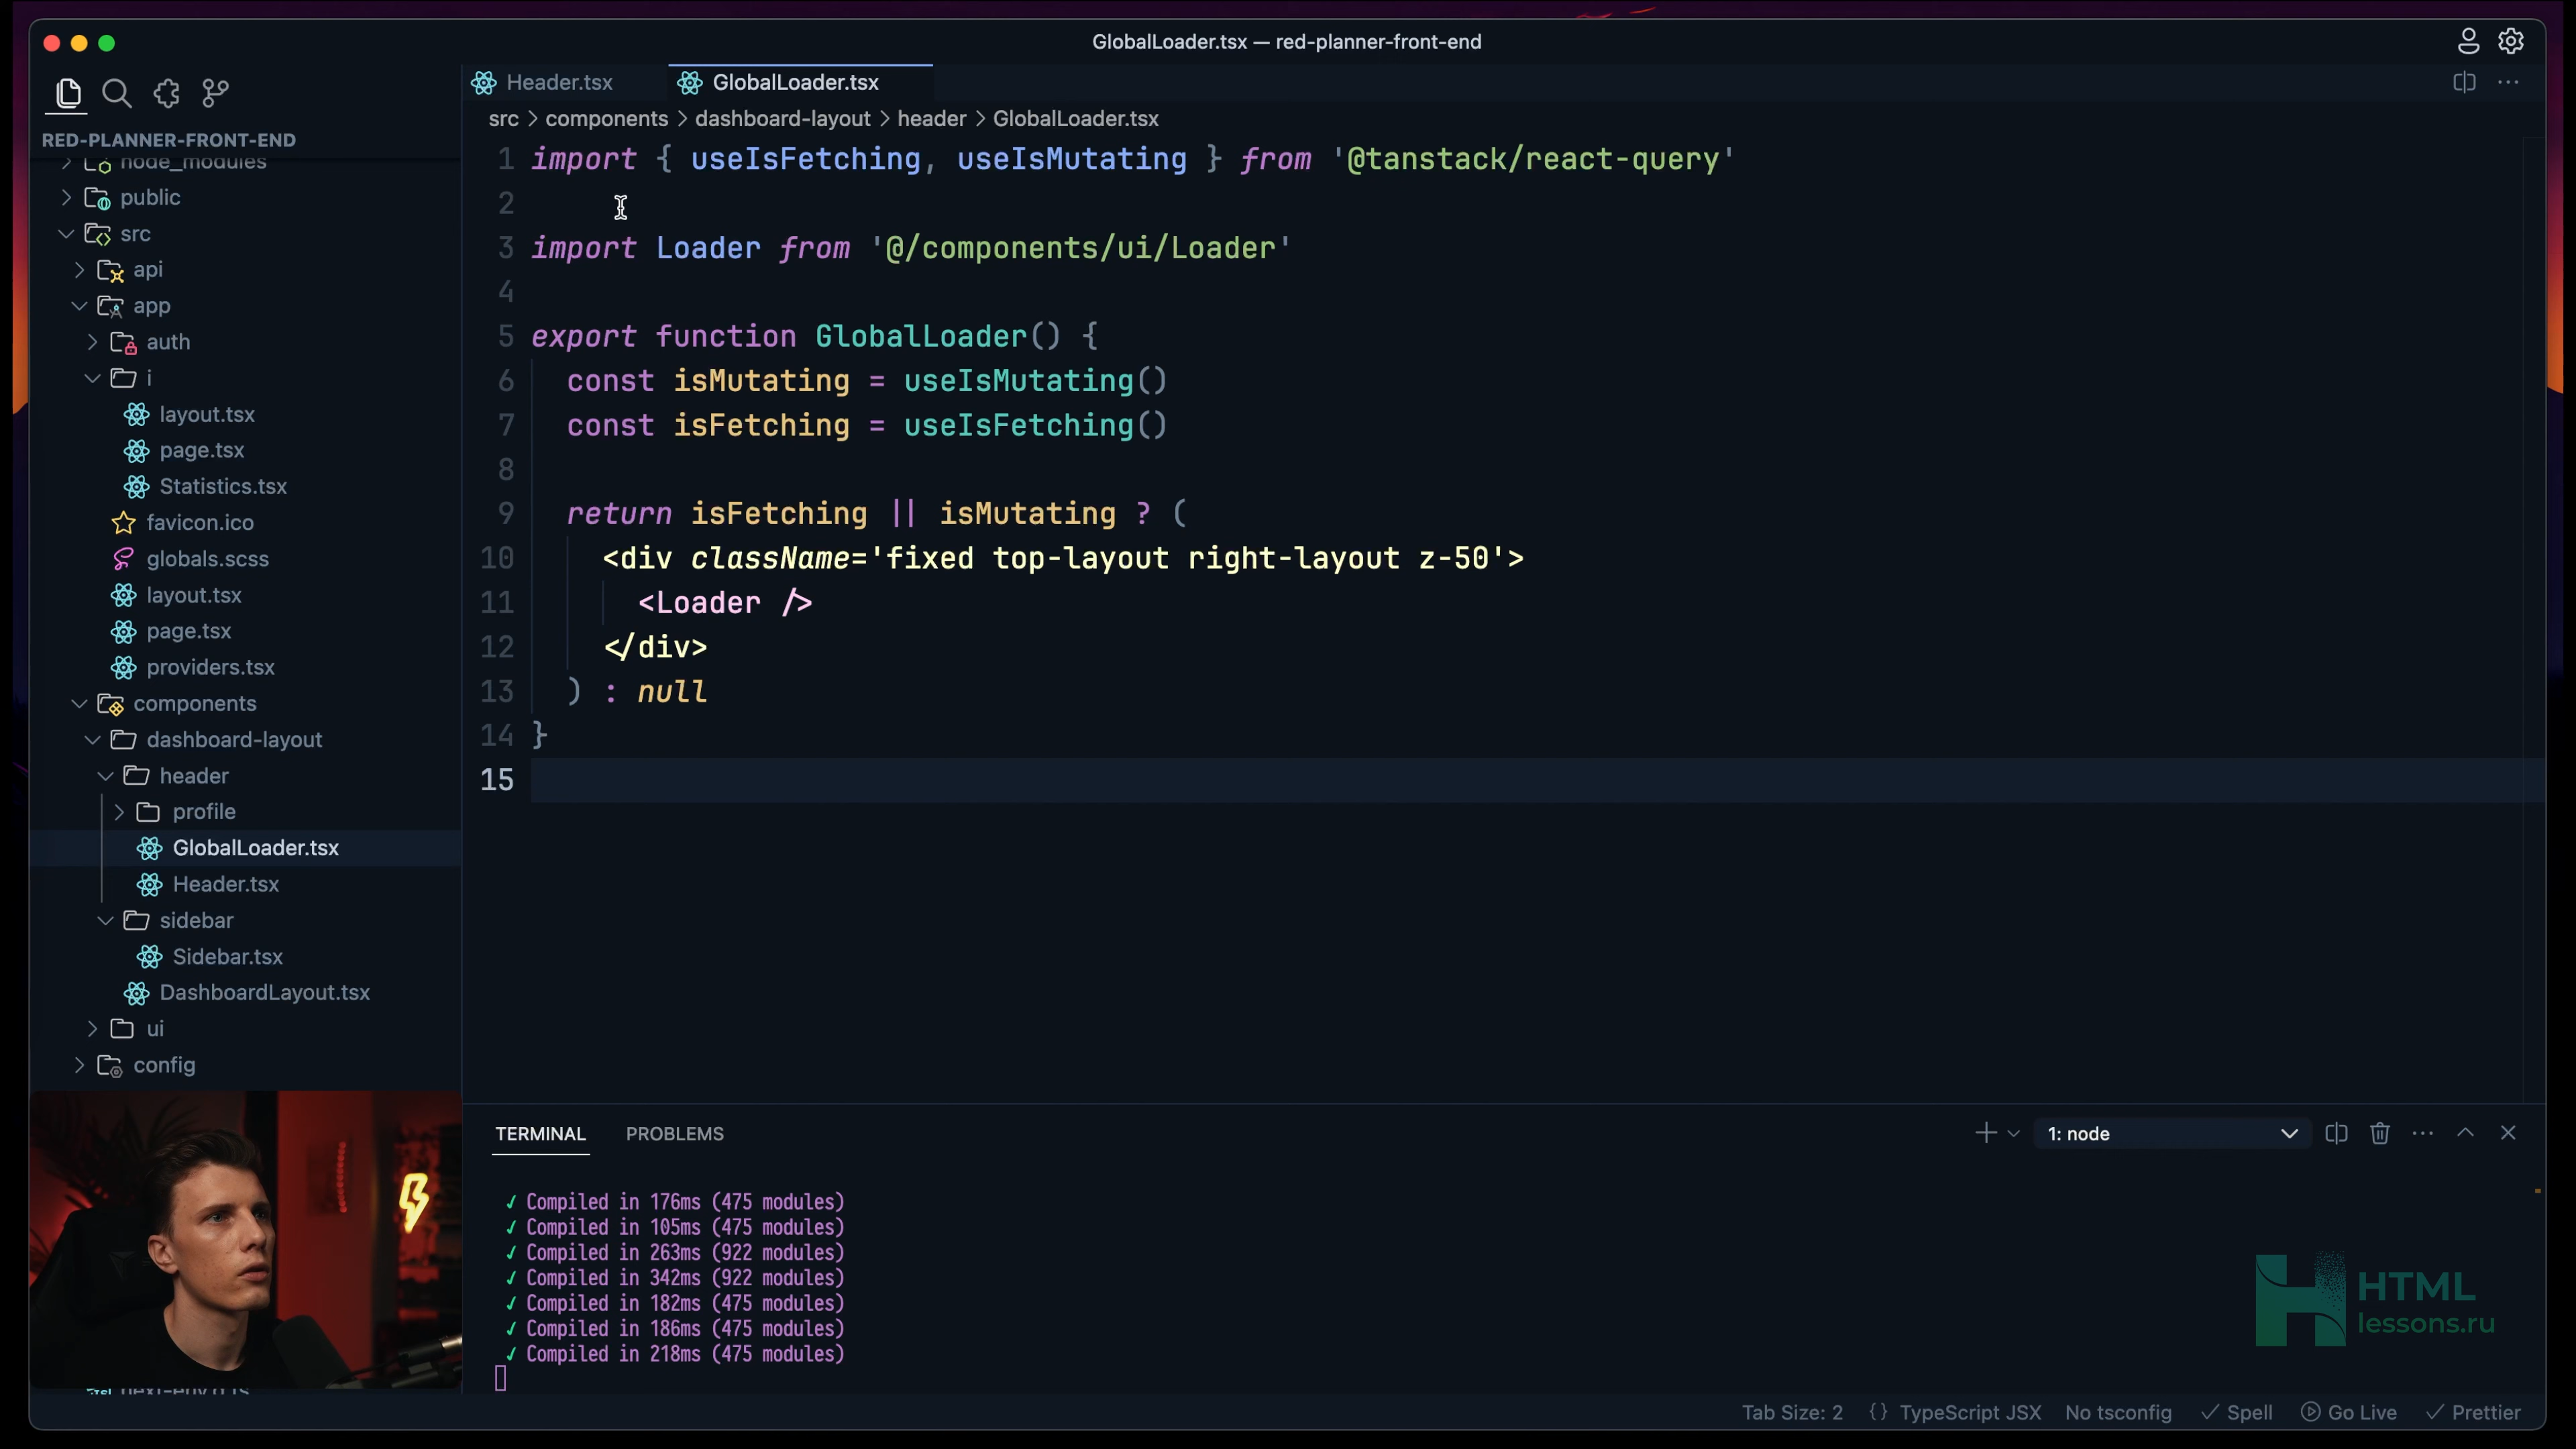 GlobalLoader.tsx — red-planner-front-end
Header.tsx
GlobalLoader.tsx
RED-PLANNER-FRONT-END
src > components > dashboard-layout > header > GlobalLoader.tsx
node_modules
public
src
api
app
auth
i
layout.tsx
page.tsx
Statistics.tsx
favicon.ico
globals.scss
layout.tsx
page.tsx
providers.tsx
components
dashboard-layout
header
profile
GlobalLoader.tsx
Header.tsx
sidebar
Sidebar.tsx
DashboardLayout.tsx
ui
config
1 import { useIsFetching, useIsMutating } from '@tanstack/react-query'
2
3 import Loader from '@/components/ui/Loader'
4
5 export function GlobalLoader() {
6 const isMutating = useIsMutating()
7 const isFetching = useIsFetching()
8
9 return isFetching || isMutating ? (
10 <div className='fixed top-layout right-layout z-50'>
11 <Loader />
12 </div>
13 ) : null
14 }
15
TERMINAL PROBLEMS
1: node
✓ Compiled in 176ms (475 modules)
✓ Compiled in 105ms (475 modules)
✓ Compiled in 263ms (922 modules)
✓ Compiled in 342ms (922 modules)
✓ Compiled in 182ms (475 modules)
✓ Compiled in 186ms (475 modules)
✓ Compiled in 218ms (475 modules)
HTML
lessons.ru
Tab Size: 2 {} TypeScript JSX No tsconfig ✓ Spell Go Live ✓ Prettier